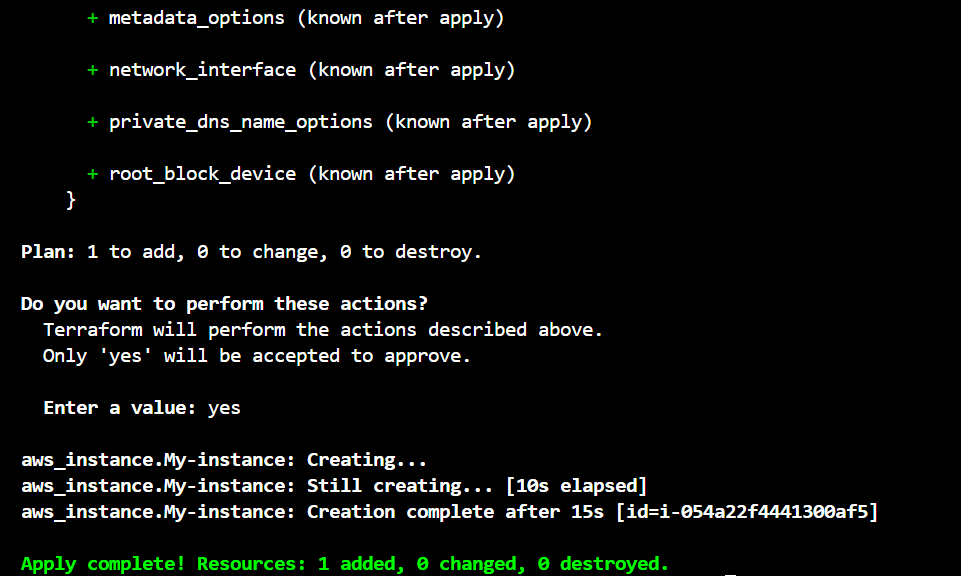 + metadata_options (known after apply)
+ network_interface (known after apply)
+ private_dns_name_options (known after apply)
+ root_block_device (known after apply)
}
Plan: 1 to add, 0 to change, 0 to destroy.
Do you want to perform these actions?
Terraform will perform the actions described above.
Only 'yes' will be accepted to approve.
Enter a value: yes
aws_instance.My-instance: Creating...
aws_instance.My-instance: Still creating... [10s elapsed]
aws_instance.My-instance: Creation complete after 15s [id=i-054a22f4441300af5]
Apply complete! Resources: 1 added, 0 changed, 0 destroyed.